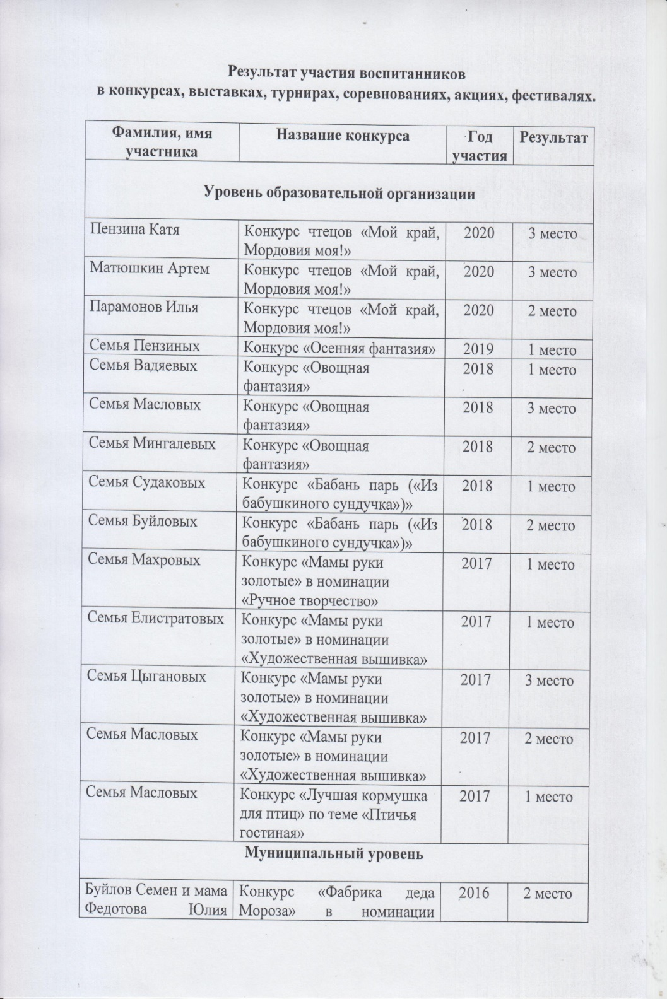 Результат участия воспитанников
в конкурсах, выставках, турнирах, соревнованиях, акциях, фестивалях.
Фамилия, имя участника Название конкурса Год участия Результат
Уровень образовательной организации
Пензина Катя Конкурс чтецов «Мой край, 2020 3 место
Мордовия моя!»
Матюшкин Артем Конкурс чтецов «Мой край, 2020 3 место
Мордовия моя!»
Парамонов Илья Конкурс чтецов «Мой край, 2020 2 место
Мордовия моя!»
Семья Пензиных Конкурс «Осенняя фантазия» 2019 1 место
Семья Вадяевых Конкурс «Овощная 2018 1 место
фантазия»
Семья Масловых Конкурс «Овощная 2018 3 место
фантазия»
Семья Мингалевых Конкурс «Овощная 2018 2 место
фантазия»
Семья Судаковых Конкурс «Бабань парь («Из 2018 1 место
бабушкиного сундучка»)»
Семья Буйловых Конкурс «Бабань парь («Из 2018 2 место
бабушкиного сундучка»)»
Семья Махровых Конкурс «Мамы руки 2017 1 место
золотые» в номинации
«Ручное творчество»
Семья Елистратовых Конкурс «Мамы руки 2017 1 место
золотые» в номинации
«Художественная вышивка»
Семья Цыгановых Конкурс «Мамы руки 2017 3 место
золотые» в номинации
«Художественная вышивка»
Семья Масловых Конкурс «Мамы руки 2017 2 место
золотые» в номинации
«Художественная вышивка»
Семья Масловых Конкурс «Лучшая кормушка 2017 1 место
для птиц» по теме «Птичья
гостиная»
Муниципальный уровень
Буйлов Семен и мама Конкурс «Фабрика деда 2016 2 место
Федотова Юлия Мороза» в номинации